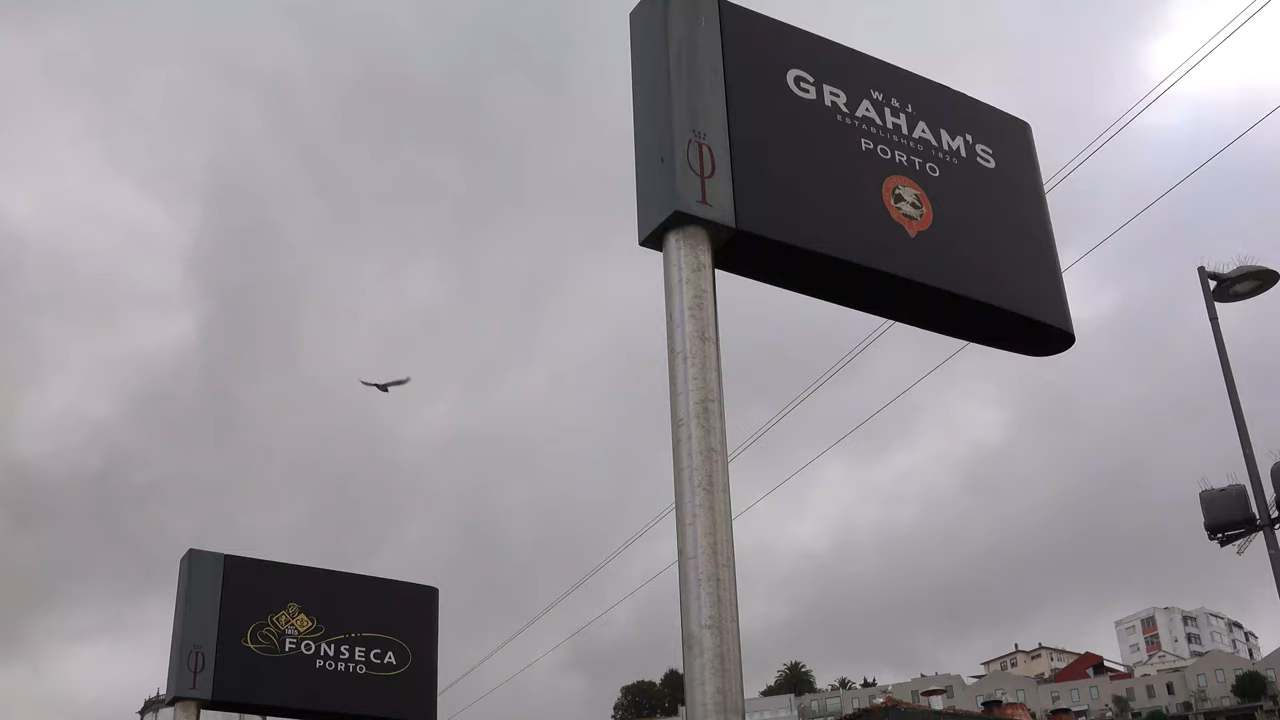 W. & J.
GRAHAM'S
ESTABLISHED 1820
PORTO
1815
FONSECA
PORTO